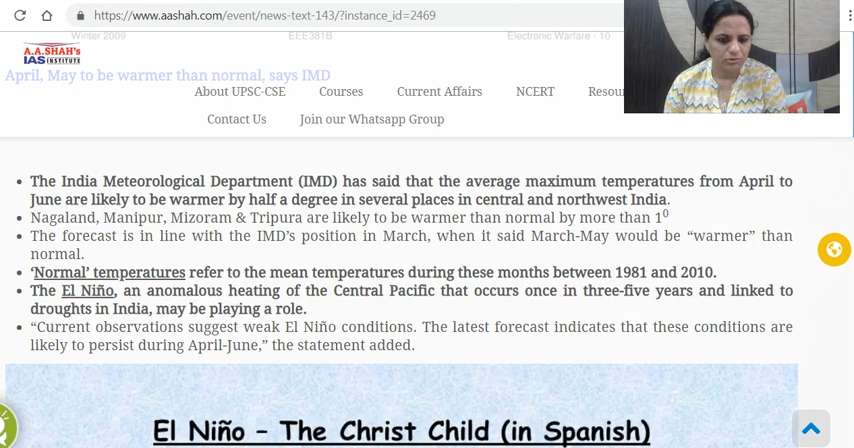 https://www.aashah.com/event/news-text-143/?instance_id=2469
Winter 2009 EEE381B Electronic Warfare - 10
A.A.SHAH's
IAS INSTITUTE
April, May to be warmer than normal, says IMD
About UPSC-CSE Courses Current Affairs NCERT Resou
Contact Us Join our Whatsapp Group
• The India Meteorological Department (IMD) has said that the average maximum temperatures from April to
June are likely to be warmer by half a degree in several places in central and northwest India.
• Nagaland, Manipur, Mizoram & Tripura are likely to be warmer than normal by more than 1⁰
• The forecast is in line with the IMD’s position in March, when it said March-May would be “warmer” than
normal.
• ‘Normal’ temperatures refer to the mean temperatures during these months between 1981 and 2010.
• The El Niño, an anomalous heating of the Central Pacific that occurs once in three-five years and linked to
droughts in India, may be playing a role.
• “Current observations suggest weak El Niño conditions. The latest forecast indicates that these conditions are
likely to persist during April-June,” the statement added.
El Niño – The Christ Child (in Spanish)